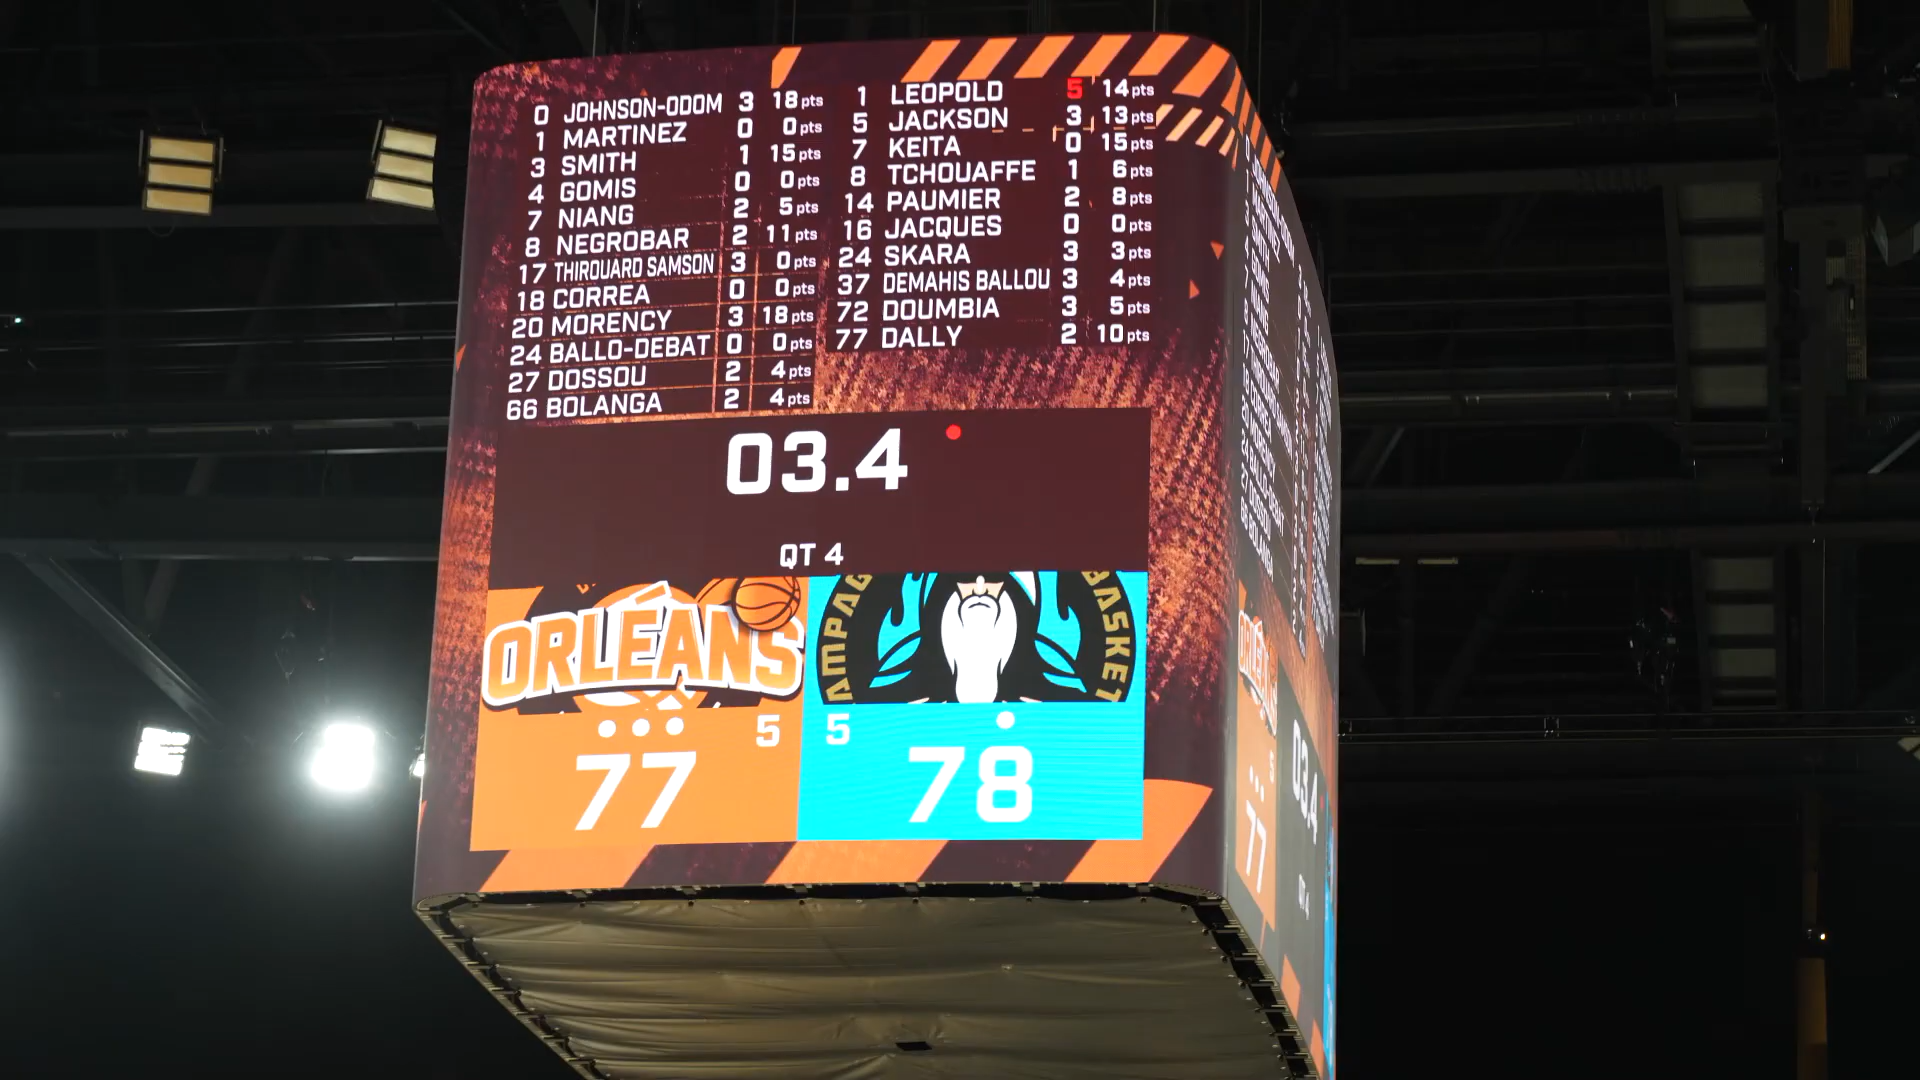 0 JOHNSON-ODOM 3 18 pts
1 MARTINEZ 0 0 pts
3 SMITH 1 15 pts
4 GOMIS 0 0 pts
7 NIANG 2 5 pts
8 NEGROBAR 2 11 pts
17 THIROUARD SAMSON 3 0 pts
18 CORREA 0 0 pts
20 MORENCY 3 18 pts
24 BALLO-DEBAT 0 0 pts
27 DOSSOU 2 4 pts
66 BOLANGA 2 4 pts
1 LEOPOLD 5 14 pts
5 JACKSON 3 13 pts
7 KEITA 0 15 pts
8 TCHOUAFFE 1 6 pts
14 PAUMIER 2 8 pts
16 JACQUES 0 0 pts
24 SKARA 3 3 pts
37 DEMAHIS BALLOU 3 4 pts
72 DOUMBIA 3 5 pts
77 DALLY 2 10 pts
03.4
QT 4
ORLÉANS
AMPAG BASKET
5 5
77 78
03.4
77
QT 4